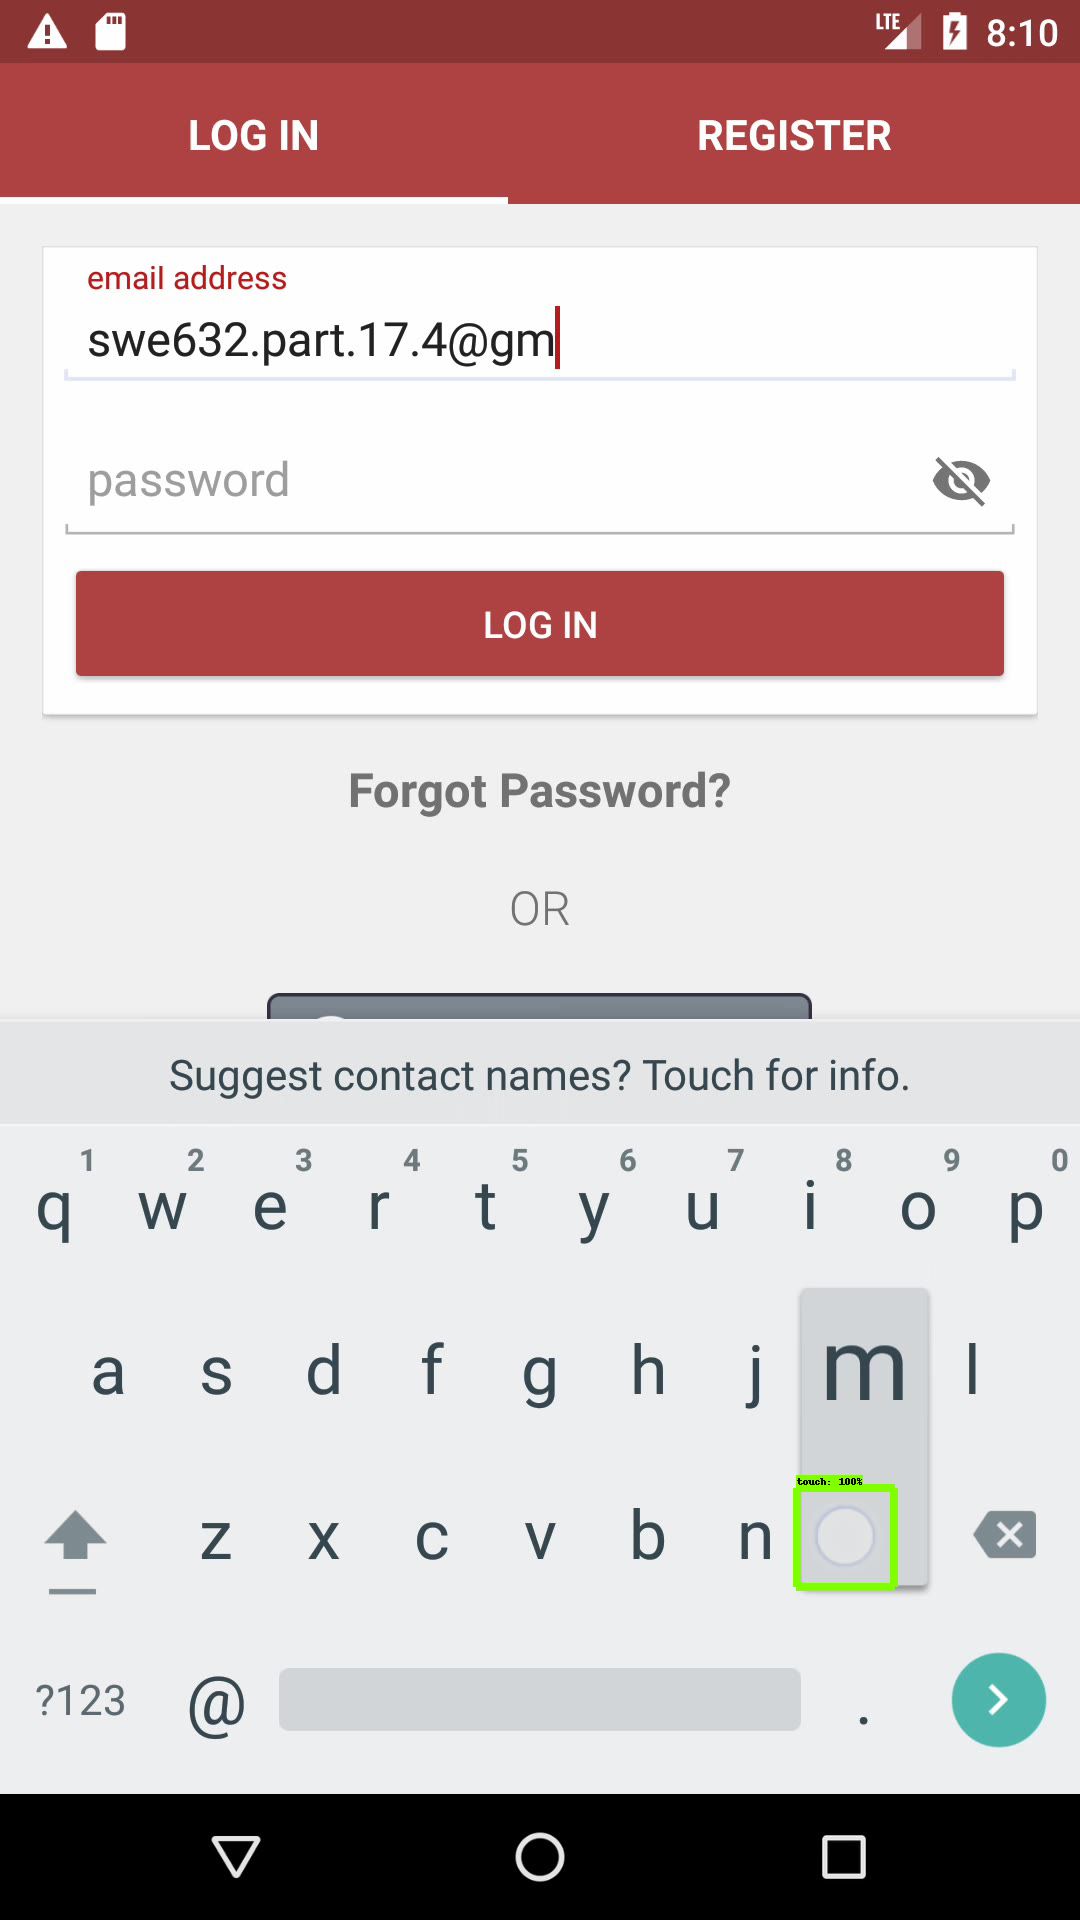 LTE 8:10
LOG IN REGISTER
email address
swe632.part.17.4@gm
password
LOG IN
Forgot Password?
OR
Suggest contact names? Touch for info.
1 2 3 4 5 6 7 8 9 0
q w e r t y u i o p
a s d f g h j m l
touch: 100%
z x c v b n
?123 @ .